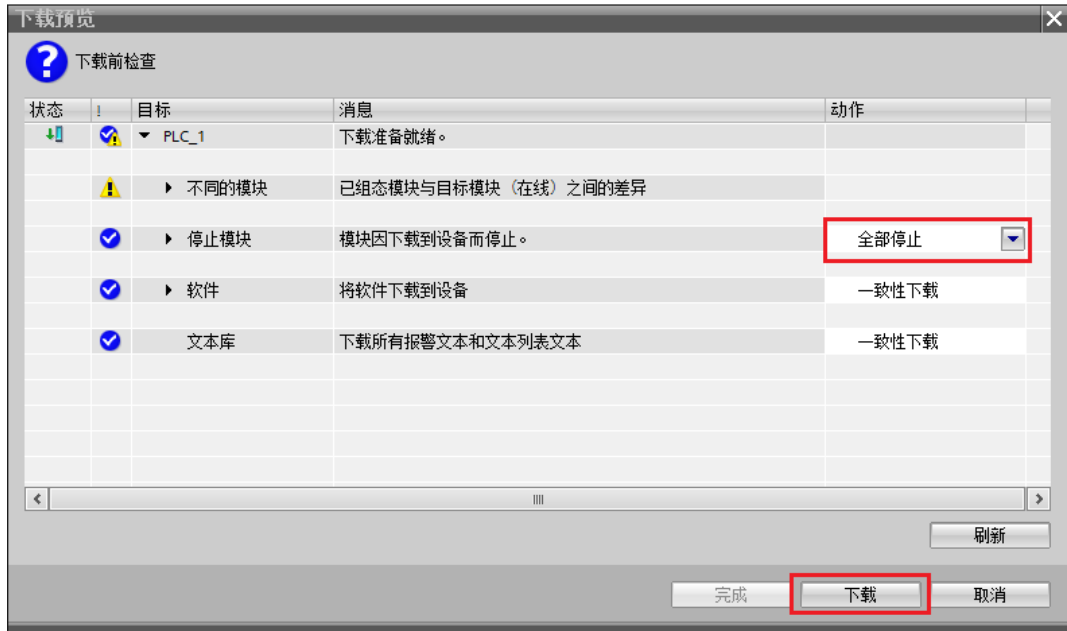 下载预览
下载前检查
状态 ! 目标 消息 动作
PLC_1 下载准备就绪。
不同的模块 已组态模块与目标模块（在线）之间的差异
停止模块 模块因下载到设备而停止。 全部停止
软件 将软件下载到设备 一致性下载
文本库 下载所有报警文本和文本列表文本 一致性下载
刷新
完成 下载 取消